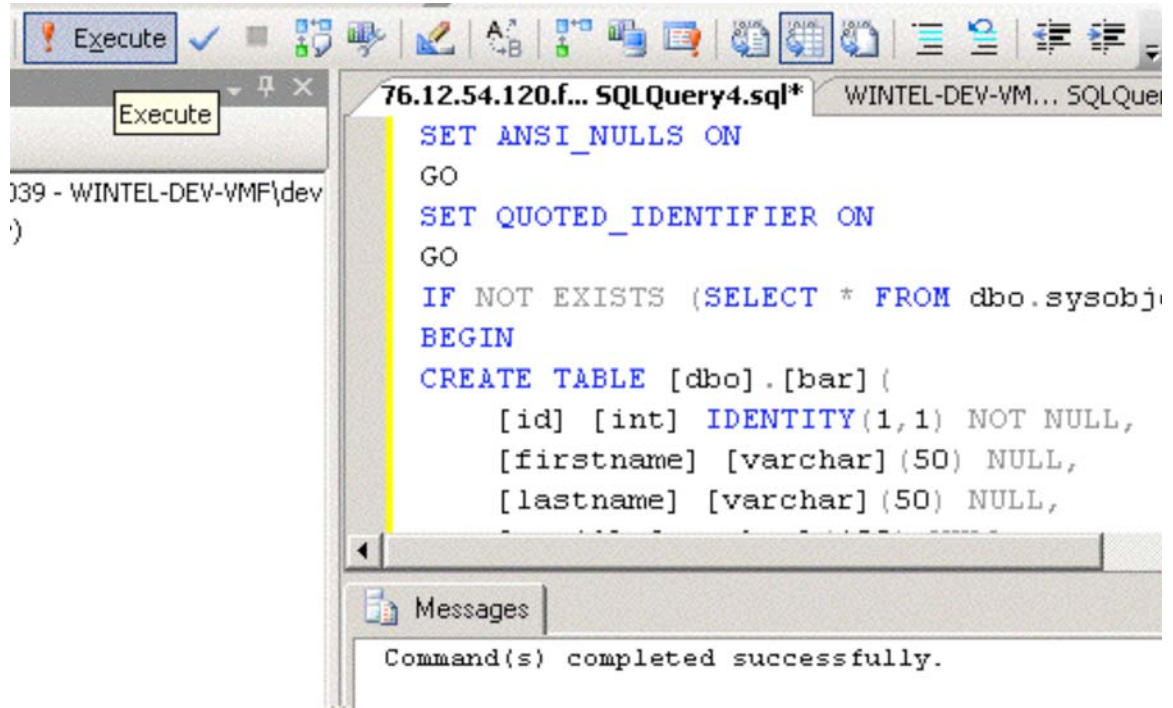 Execute
Execute
76.12.54.120.f... SQLQuery4.sql* WINTEL-DEV-VM... SQLQuer
039 - WINTEL-DEV-VMF\dev
)
SET ANSI_NULLS ON
GO
SET QUOTED_IDENTIFIER ON
GO
IF NOT EXISTS (SELECT * FROM dbo.sysobj
BEGIN
CREATE TABLE [dbo].[bar](
[id] [int] IDENTITY(1,1) NOT NULL,
[firstname] [varchar](50) NULL,
[lastname] [varchar](50) NULL,
Messages
Command(s) completed successfully.